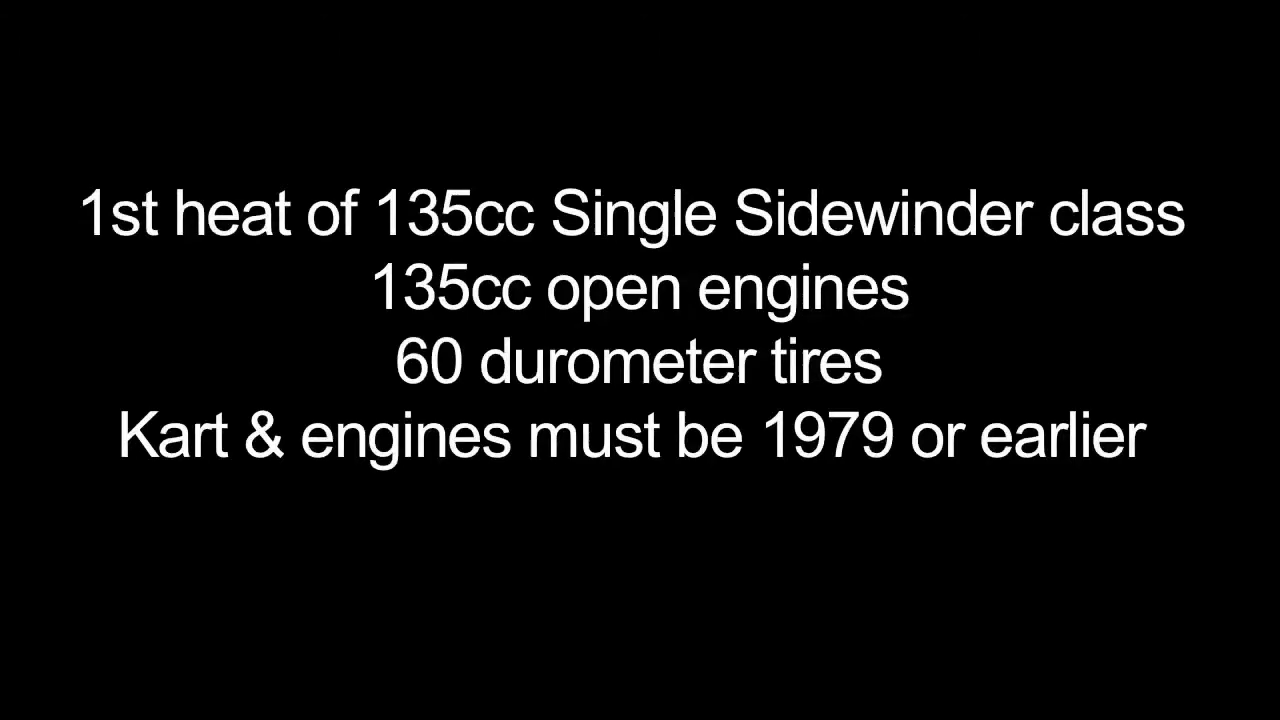 1st heat of 135cc Single Sidewinder class
135cc open engines
60 durometer tires
Kart & engines must be 1979 or earlier